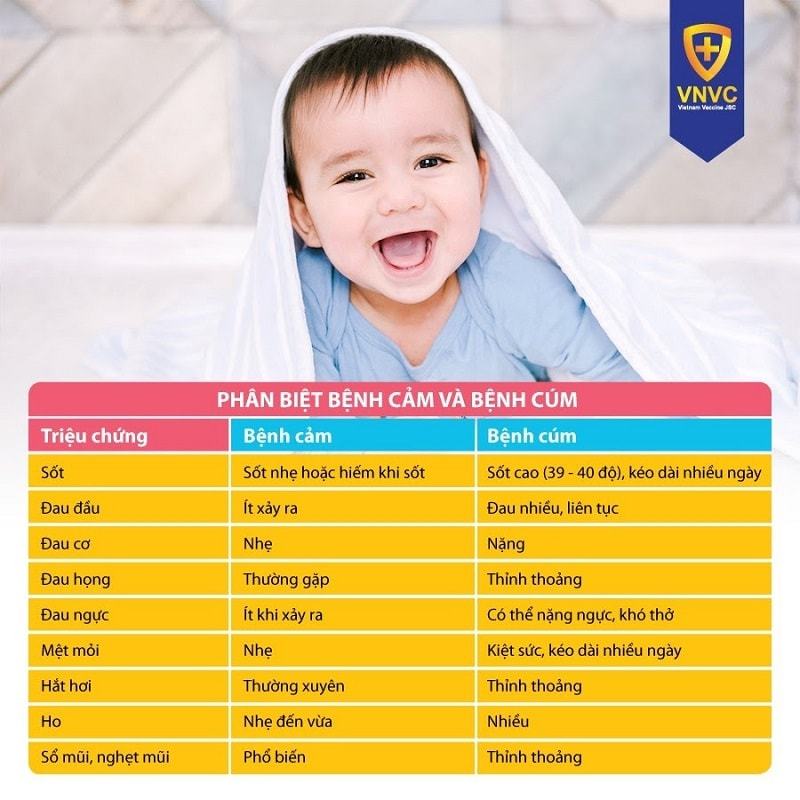 VNVC
Vietnam Vaccine JSC
PHÂN BIỆT BỆNH CẢM VÀ BỆNH CÚM
Triệu chứng Bệnh cảm Bệnh cúm
Sốt Sốt nhẹ hoặc hiếm khi sốt Sốt cao (39 - 40 độ), kéo dài nhiều ngày
Đau đầu Ít xảy ra Đau nhiều, liên tục
Đau cơ Nhẹ Nặng
Đau họng Thường gặp Thỉnh thoảng
Đau ngực Ít khi xảy ra Có thể nặng ngực, khó thở
Mệt mỏi Nhẹ Kiệt sức, kéo dài nhiều ngày
Hắt hơi Thường xuyên Thỉnh thoảng
Ho Nhẹ đến vừa Nhiều
Sổ mũi, nghẹt mũi Phổ biến Thỉnh thoảng